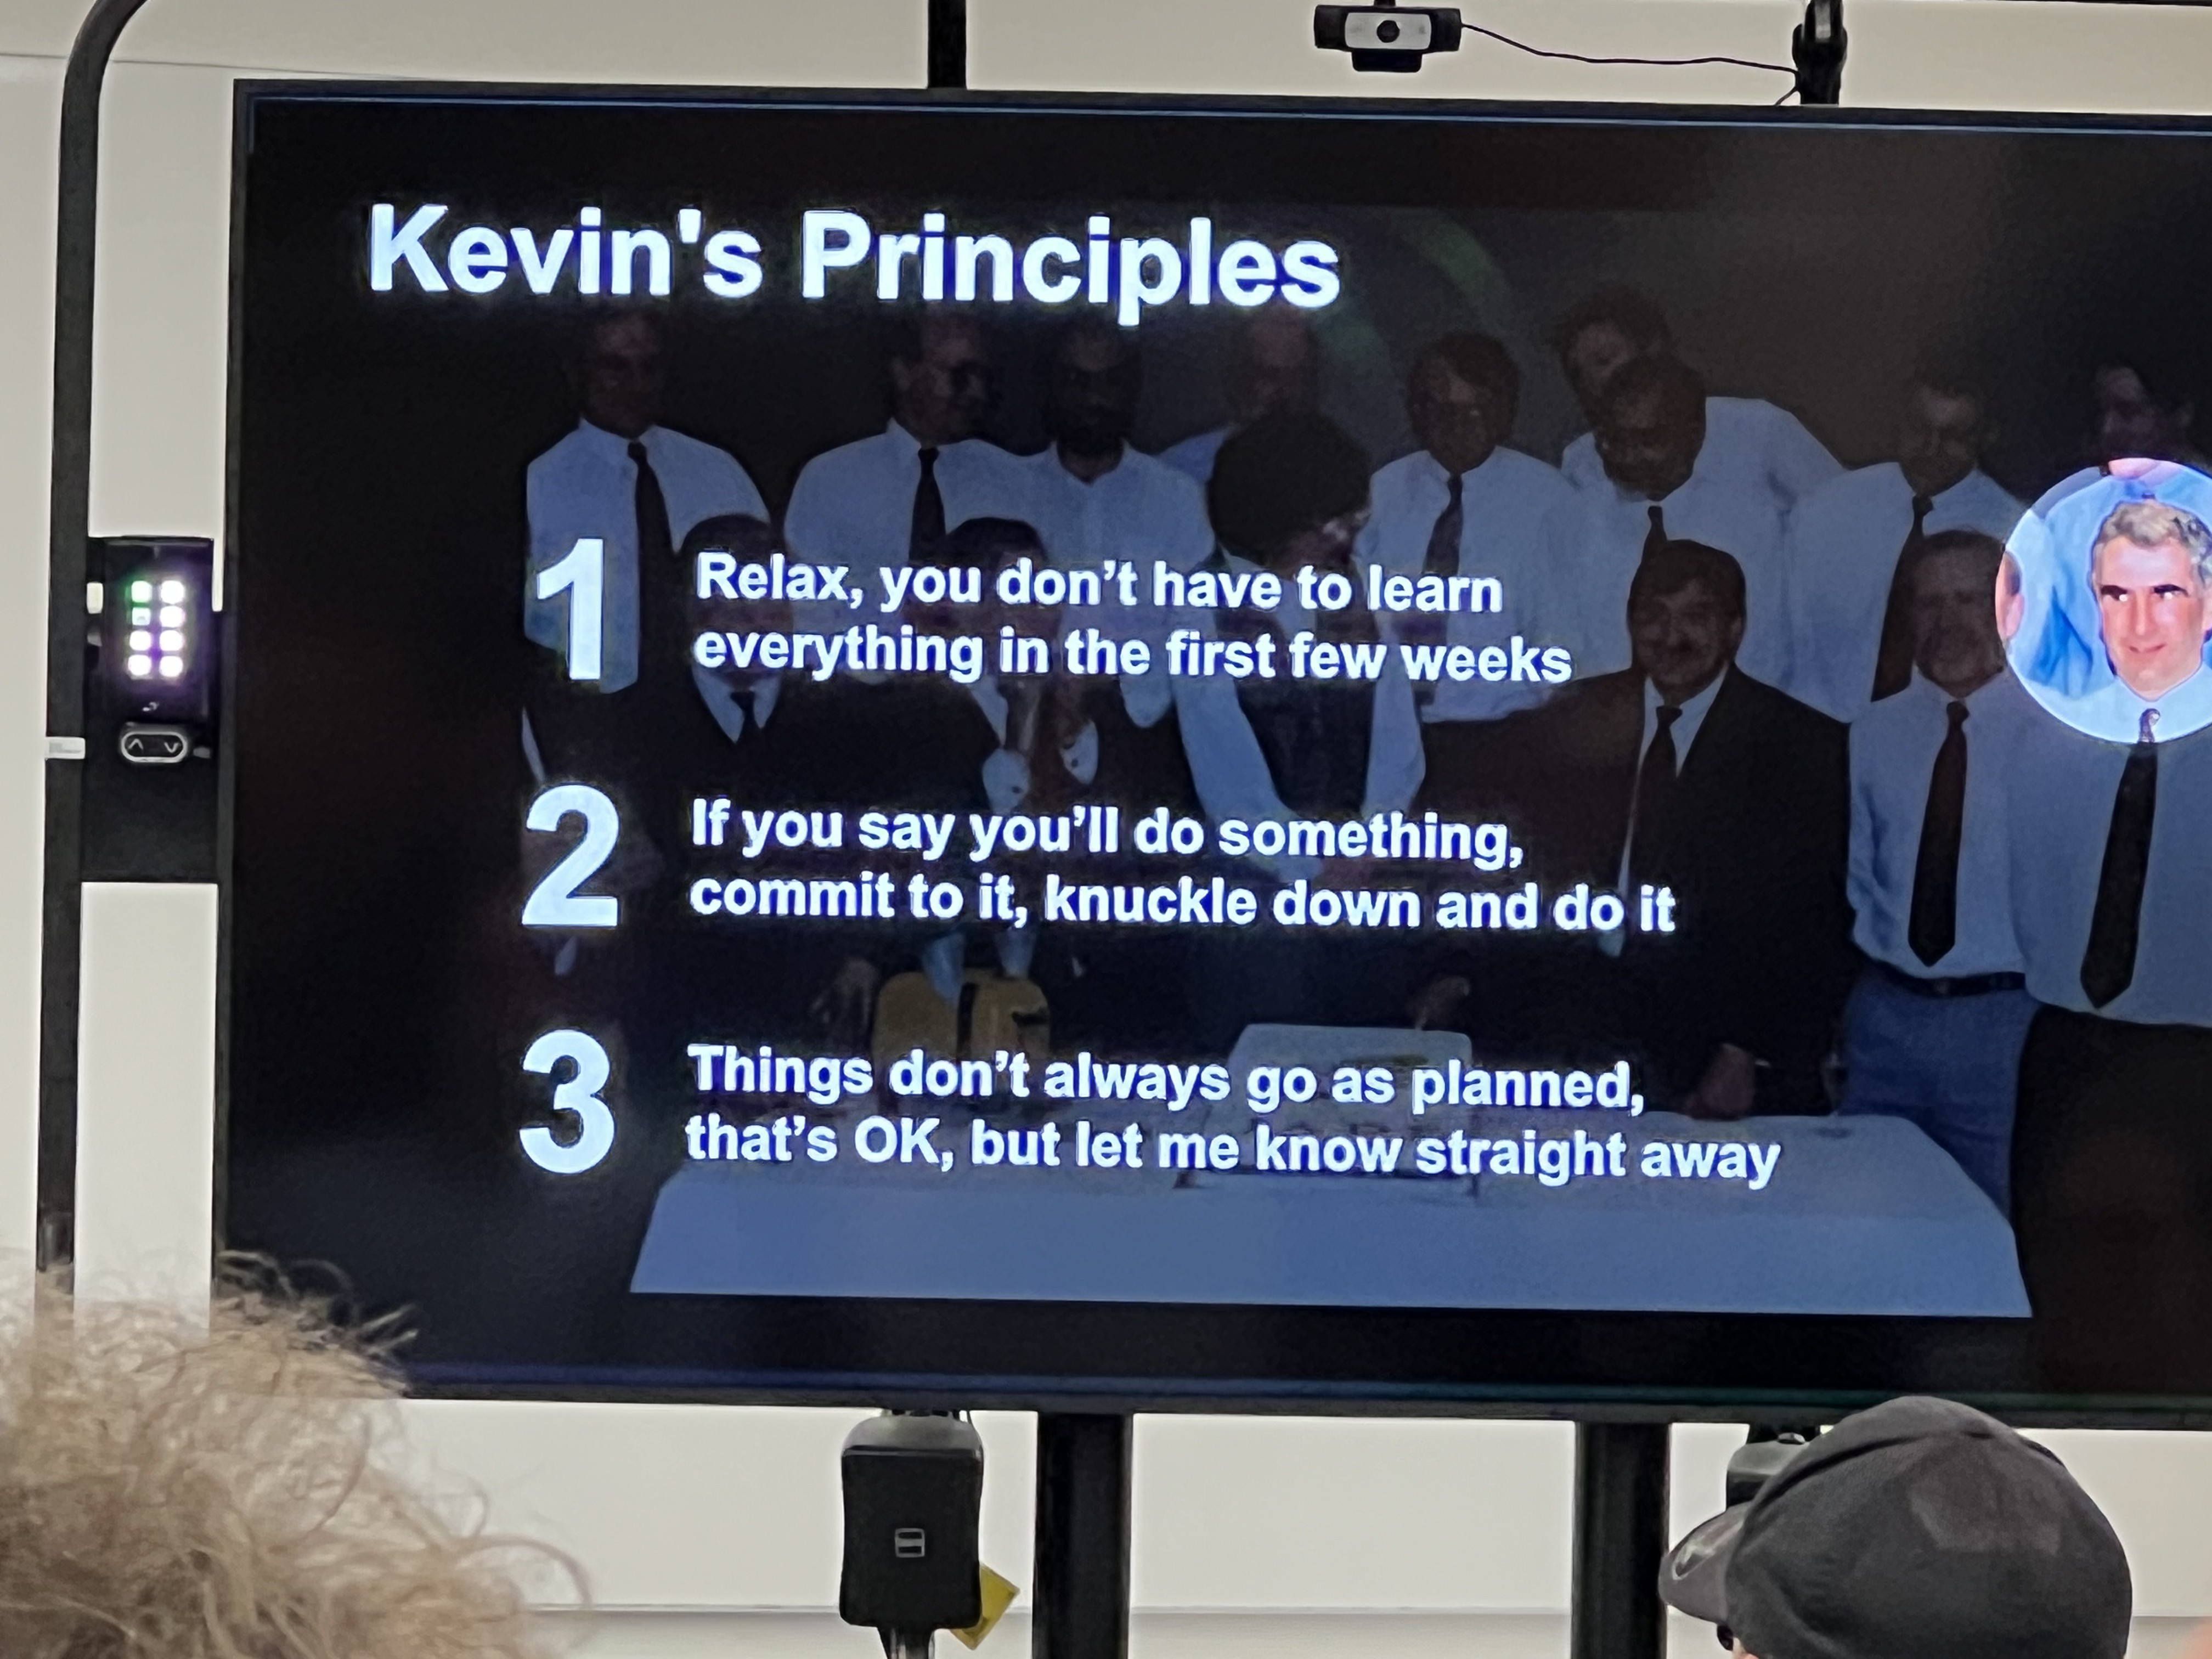 Kevin's Principles
1
Relax, you don’t have to learn
everything in the first few weeks
2
If you say you’ll do something,
commit to it, knuckle down and do it
3
Things don’t always go as planned,
that’s OK, but let me know straight away